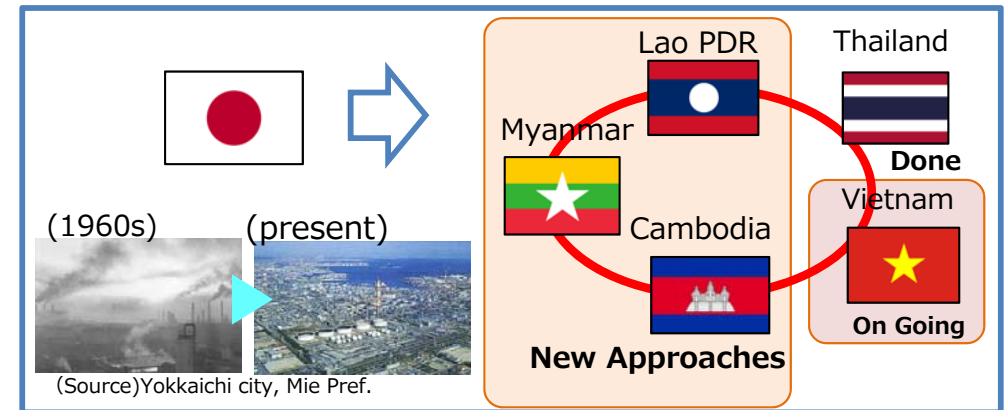 Lao PDR
Thailand
Myanmar
Done
(1960s)
(present)
Cambodia
Vietnam
On Going
New Approaches
(Source)Yokkaichi city, Mie Pref.